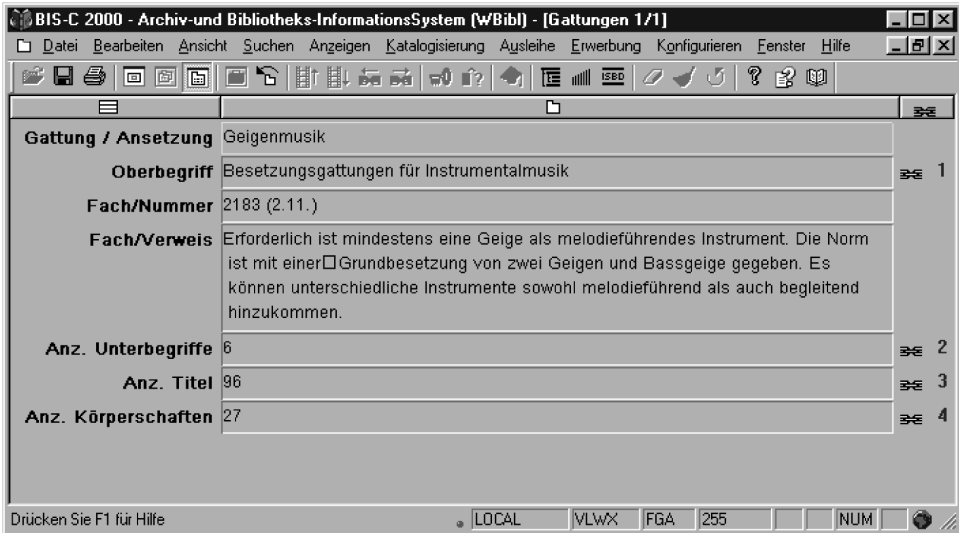 BIS-C 2000 - Archiv-und Bibliotheks-InformationsSystem (WBibl) - [Gattungen 1/1]
Datei Bearbeiten Ansicht Suchen Anzeigen Katalogisierung Ausleihe Erwerbung Konfigurieren Fenster Hilfe
ISBD
Gattung / Ansetzung Geigenmusik
Oberbegriff Besetzungsgattungen für Instrumentalmusik 1
Fach/Nummer 2183 (2.11.)
Fach/Verweis Erforderlich ist mindestens eine Geige als melodieführendes Instrument. Die Norm
ist mit einer□Grundbesetzung von zwei Geigen und Bassgeige gegeben. Es
können unterschiedliche Instrumente sowohl melodieführend als auch begleitend
hinzukommen.
Anz. Unterbegriffe 6 2
Anz. Titel 96 3
Anz. Körperschaften 27 4
Drücken Sie F1 für Hilfe LOCAL VLWX FGA 255 NUM